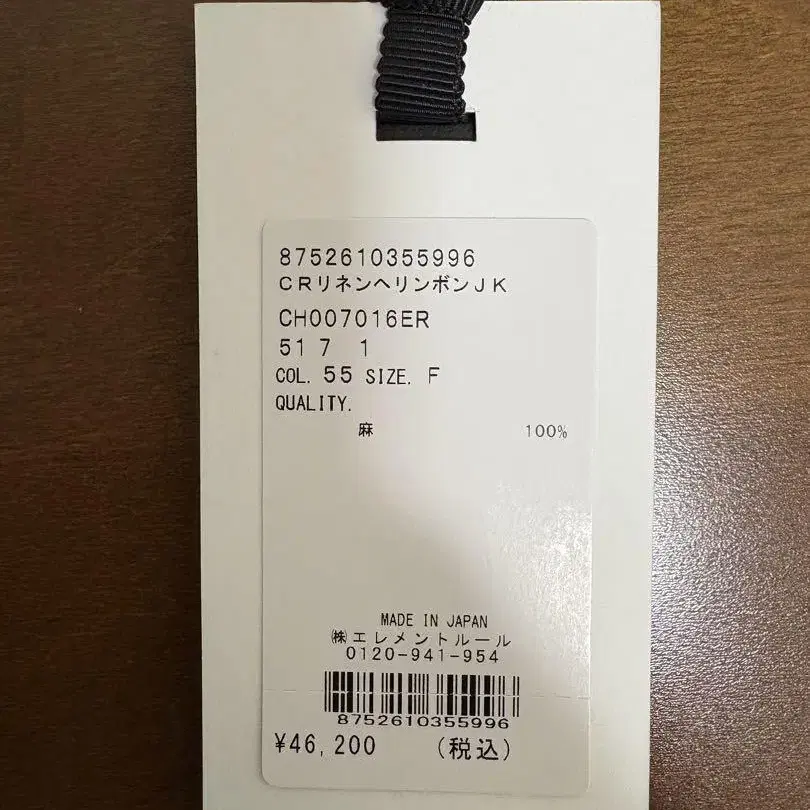 8752610355996
CRリネンヘリンボンJK
CH007016ER
51 7 1
COL. 55 SIZE. F
QUALITY.
麻 100%
MADE IN JAPAN
㈱エレメントルール
0120-941-954
8752610355996
¥46,200 (税込)